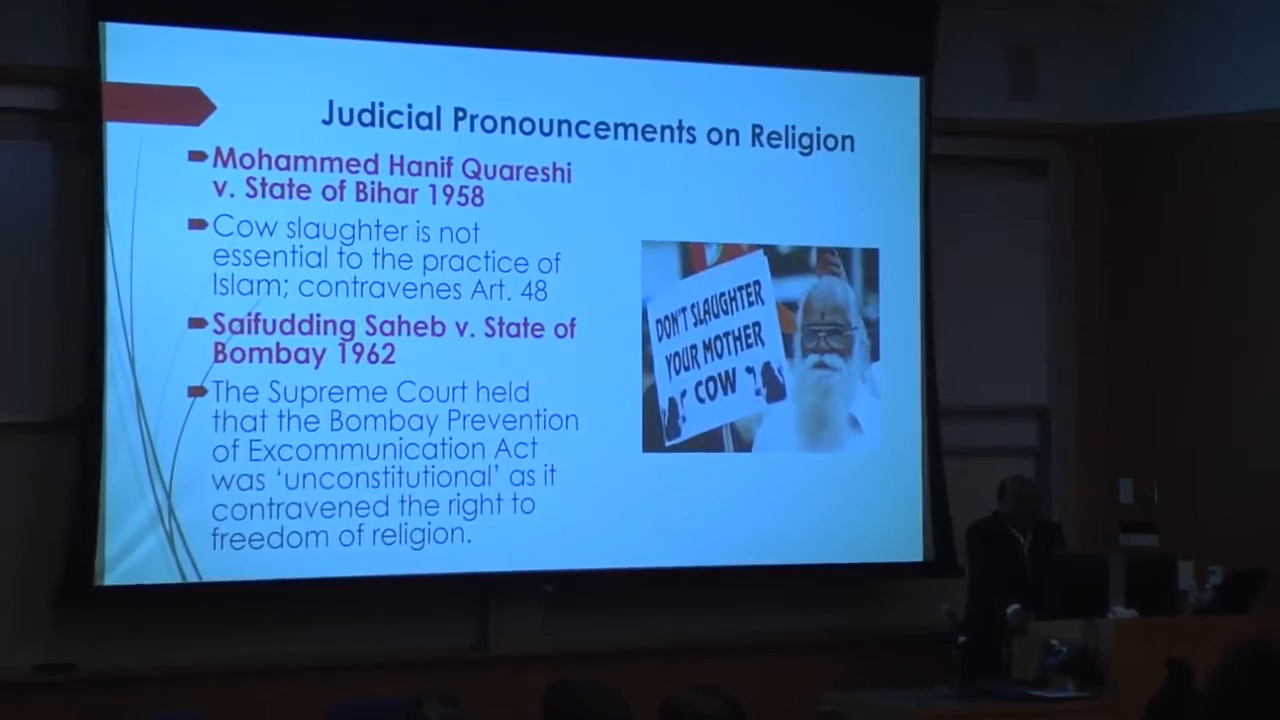 Judicial Pronouncements on Religion
Mohammed Hanif Quareshi
v. State of Bihar 1958
Cow slaughter is not
essential to the practice of
Islam; contravenes Art. 48
Saifudding Saheb v. State of
Bombay 1962
The Supreme Court held
that the Bombay Prevention
of Excommunication Act
was ‘unconstitutional’ as it
contravened the right to
freedom of religion.
DON'T SLAUGHTER
YOUR MOTHER
COW